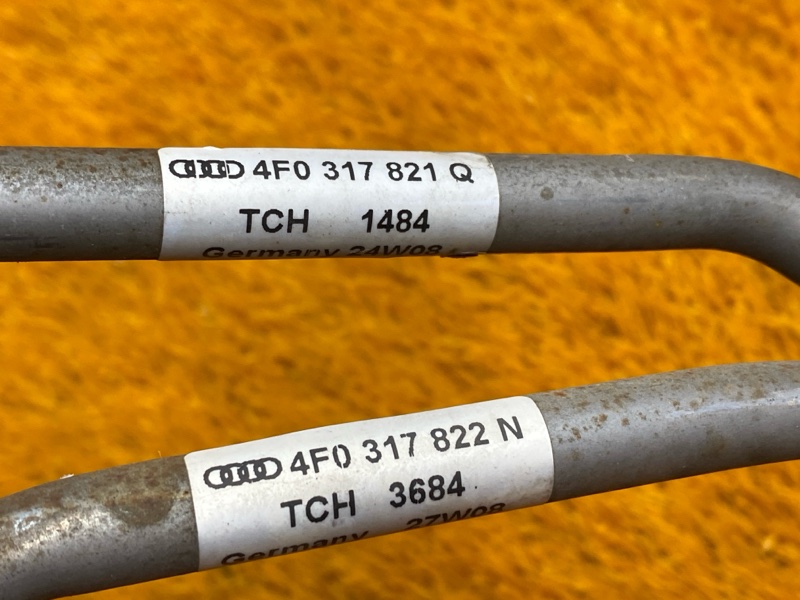 4F0 317 821 Q
TCH 1484
Germany 24W08
4F0 317 822 N
TCH 3684
Germany 27W08